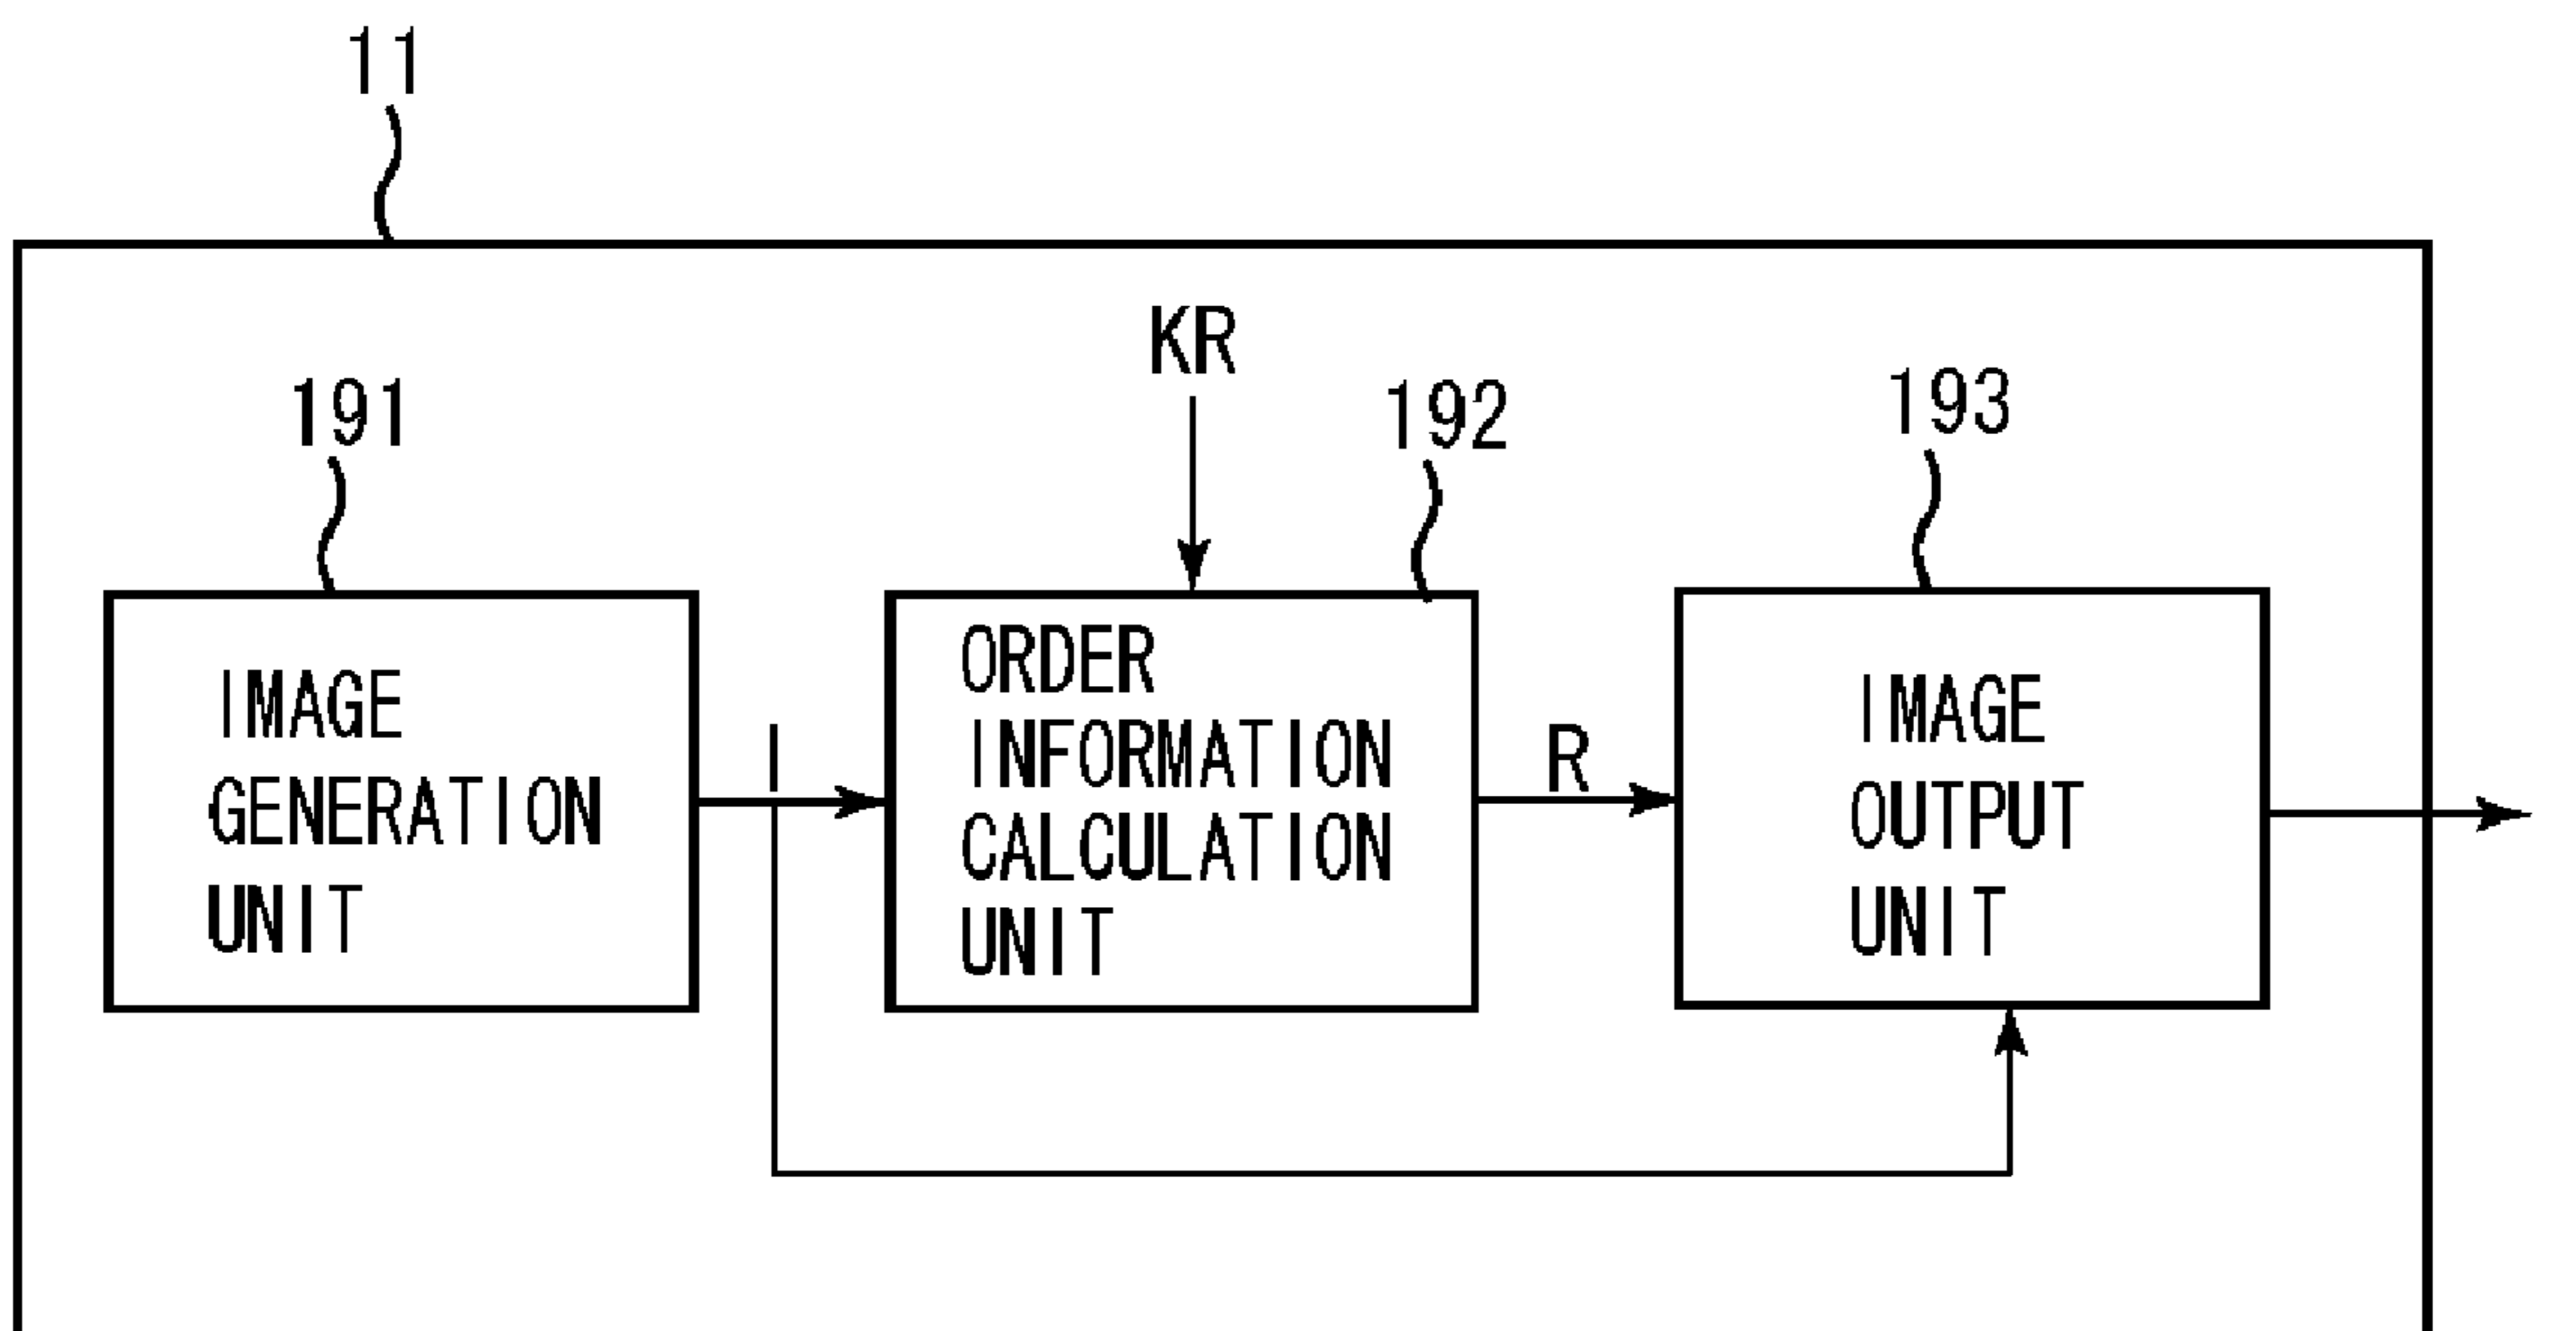 11
KR
191
192
193
IMAGE
GENERATION
UNIT
I
ORDER
INFORMATION
CALCULATION
UNIT
R
IMAGE
OUTPUT
UNIT